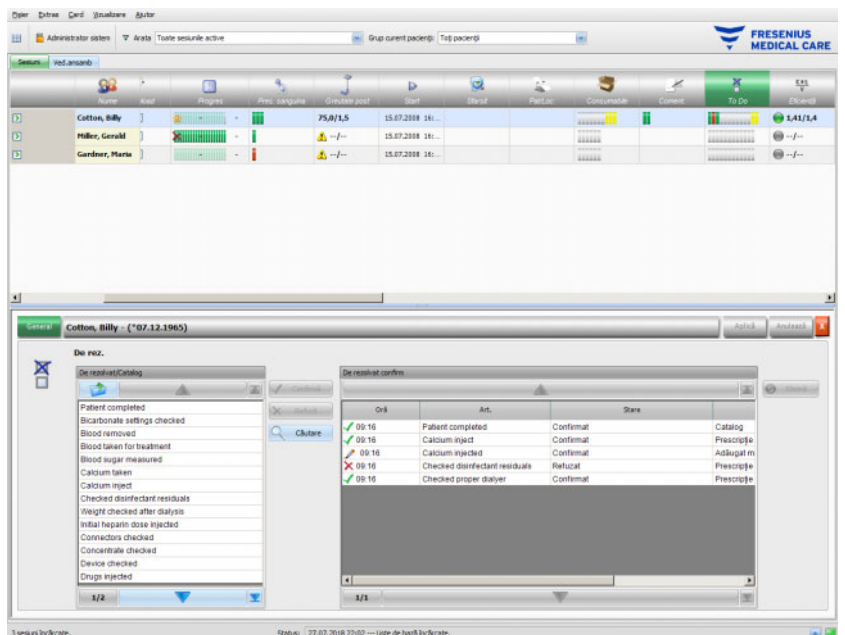 Fişier Extras Card Vizualizare Ajutor
Administrator sistem Arata Toate sesiunile active Grup curent pacienţi: Toţi pacienţii
FRESENIUS
MEDICAL CARE
Sesiuni Ved.ansamb
Nume Progres Pres. sanguina Greutate post Start Sfarsit Pat/Loc Consumabile Coment To Do Eficienţă
Cotton, Billy 75,0/1,5 15.07.2008 16:... 1,41/1,4
Miller, Gerald --/-- 15.07.2008 16:... --/--
Gardner, Maria --/-- 15.07.2008 16:... --/--
General Cotton, Billy - (*07.12.1965) Aplică Anulează X
De rez.
De rezolvat/Catalog De rezolvat confirm
Confirmă
Refuză
Căutare
Oră Art. Stare
Patient completed
Bicarbonate settings checked
Blood removed
Blood taken for treatment
Blood sugar measured
Calcium taken
Calcium inject
Checked disinfectant residuals
Weight checked after dialysis
Initial heparin dose injected
Connectors checked
Concentrate checked
Device checked
Drugs injected
09:16 Patient completed Confirmat Catalog
09:16 Calcium inject Confirmat Prescripţie
09:16 Calcium injected Confirmat Adăugat m
09:16 Checked disinfectant residuals Refuzat Prescripţie
09:16 Checked proper dialyer Confirmat Prescripţie
1/2 1/1
3 sesiuni încărcate. Status: 27.07.2018 22:02 --- Liste de bază încărcate.